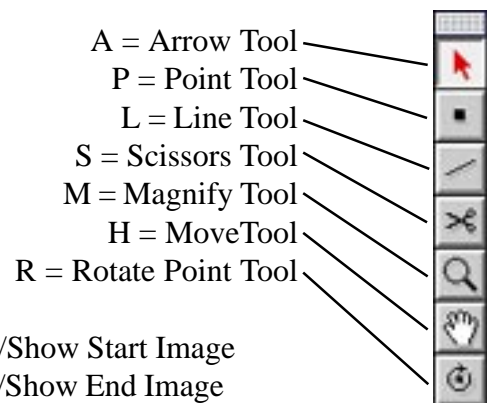 A = Arrow Tool
P = Point Tool
L = Line Tool
S = Scissors Tool
M = Magnify Tool
H = MoveTool
R = Rotate Point Tool
/Show Start Image
/Show End Image